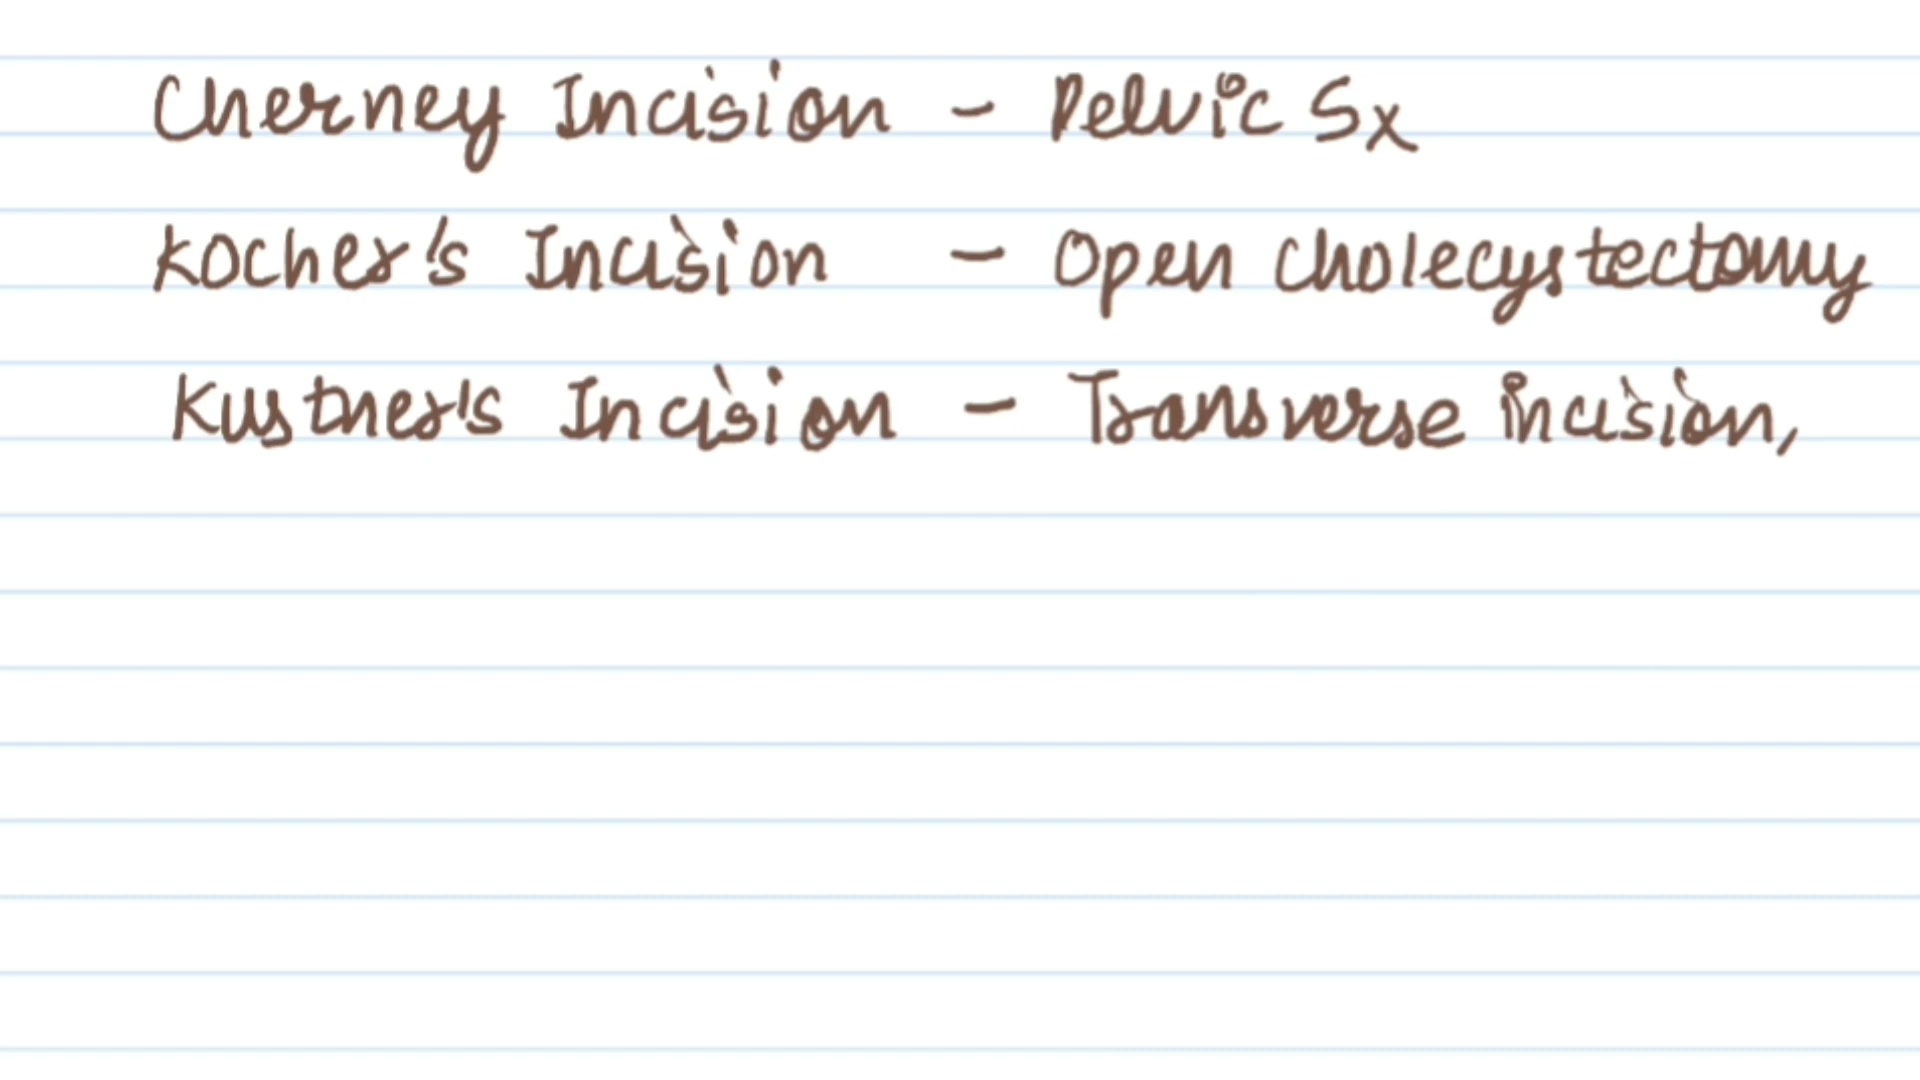 Cherney Incision - Pelvic Sx
Kocher's Incision - Open cholecystectomy
Kustner's Incision - Transverse incision,